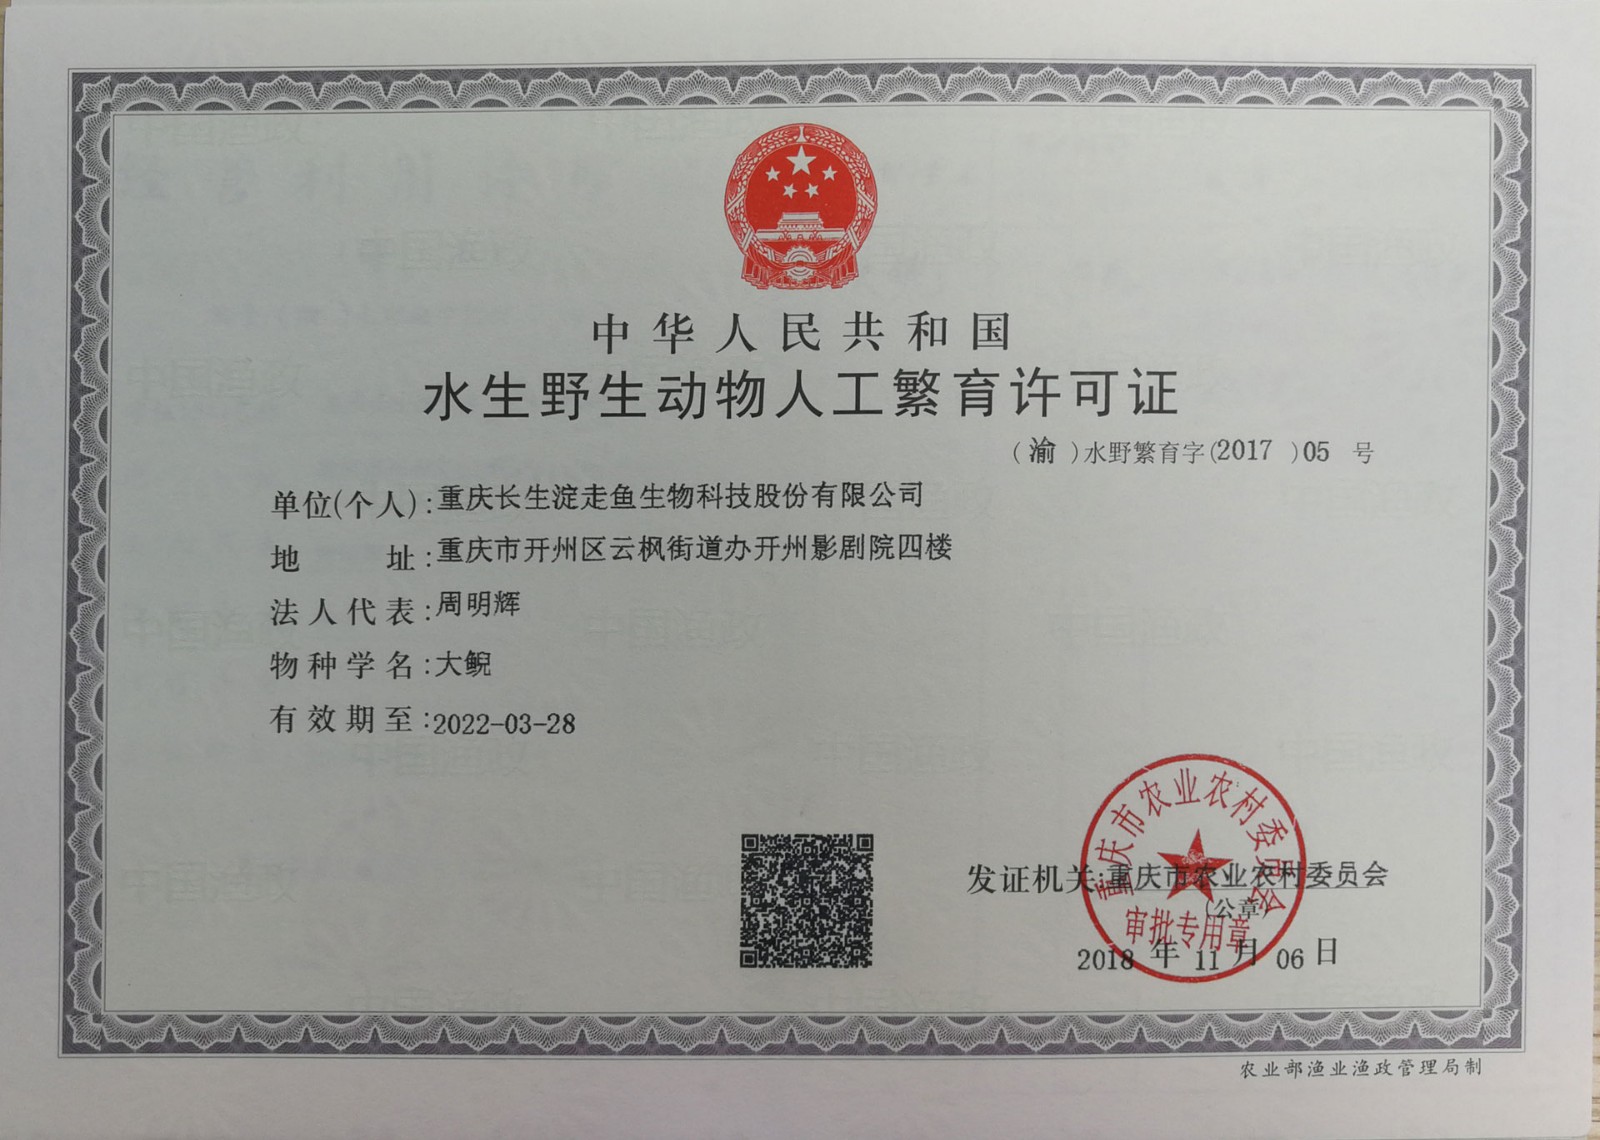 中华人民共和国
水生野生动物人工繁育许可证
(渝)水野繁育字(2017)05 号
单位(个人):重庆长生淀走鱼生物科技股份有限公司
地 址:重庆市开州区云枫街道办开州影剧院四楼
法人代表:周明辉
物种学名:大鲵
有效期至:2022-03-28
发证机关:重庆市农业农村委员会
(公章)
2018 年 11 月 06 日
重庆市农业农村委员会
审批专用章
农业部渔业渔政管理局制